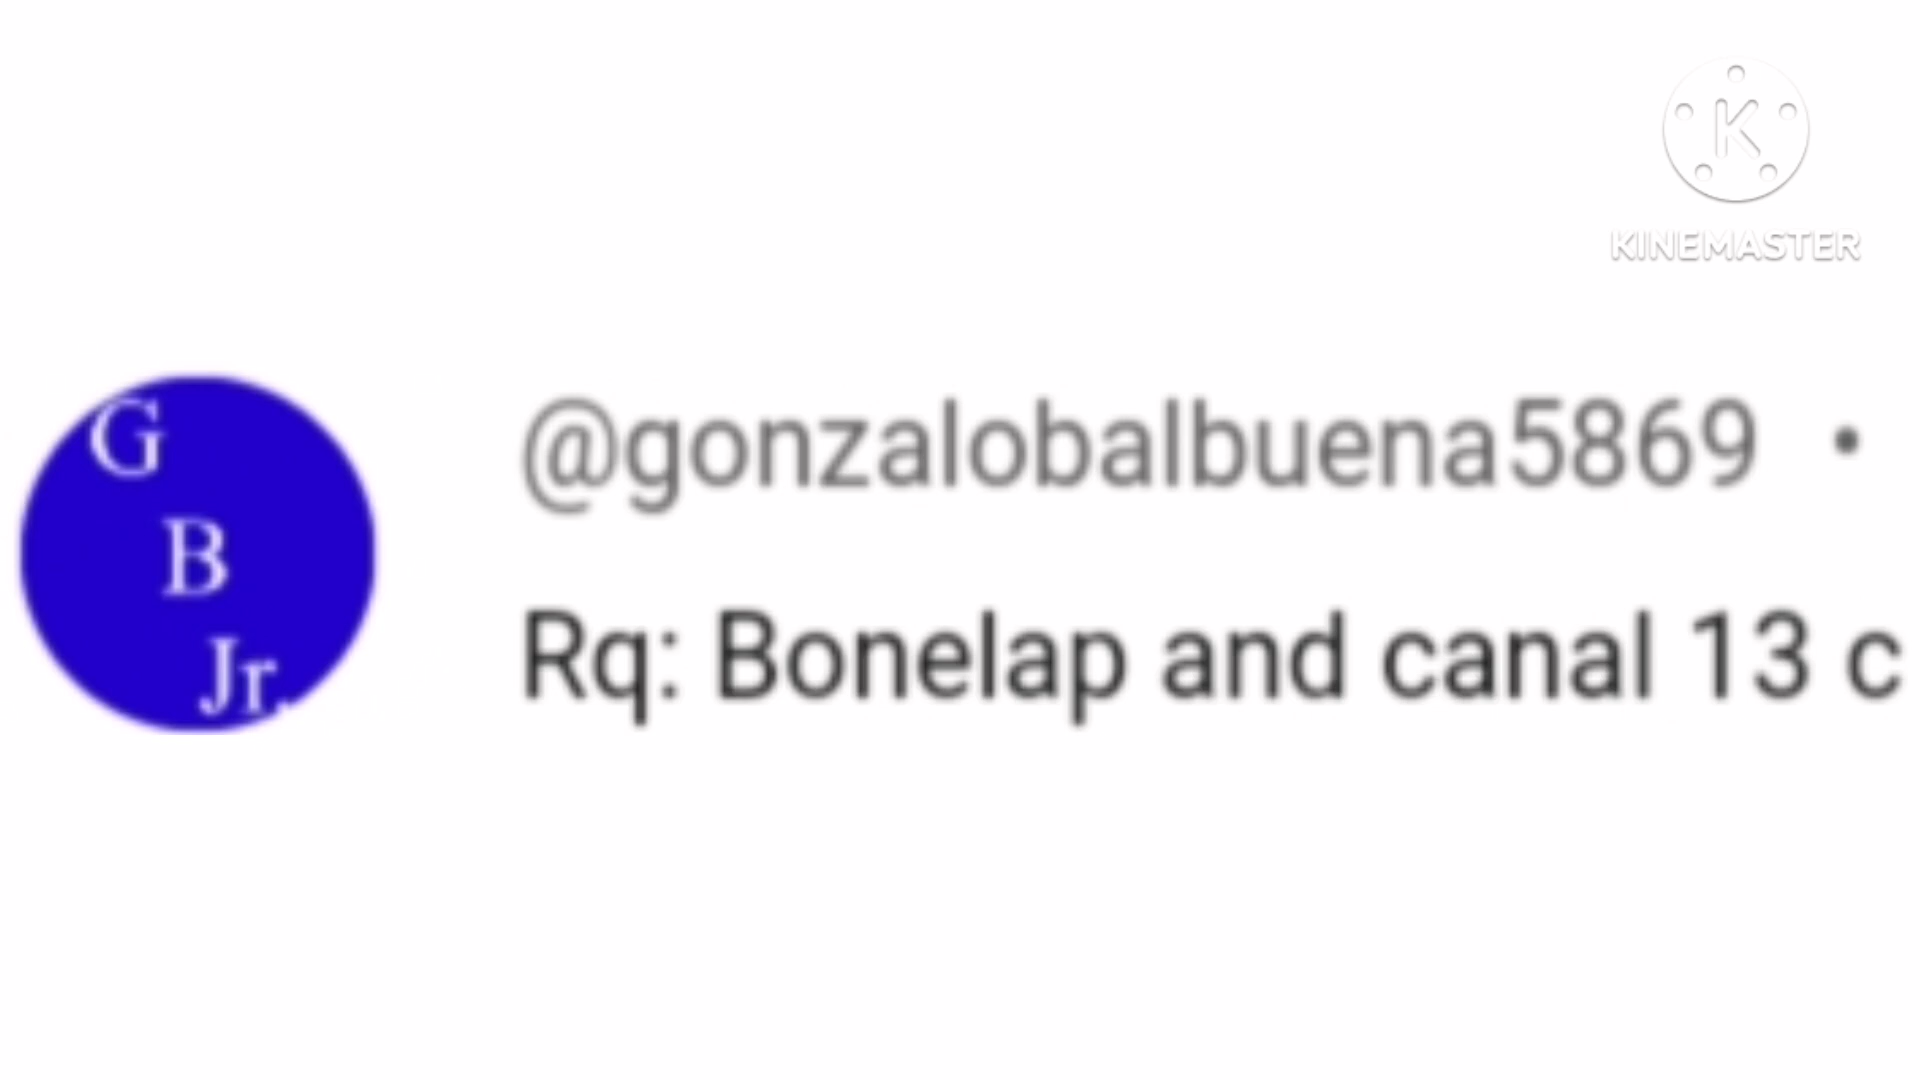 K
KINEMASTER
G
B
Jr.
@gonzalobalbuena5869 •
Rq: Bonelap and canal 13 c